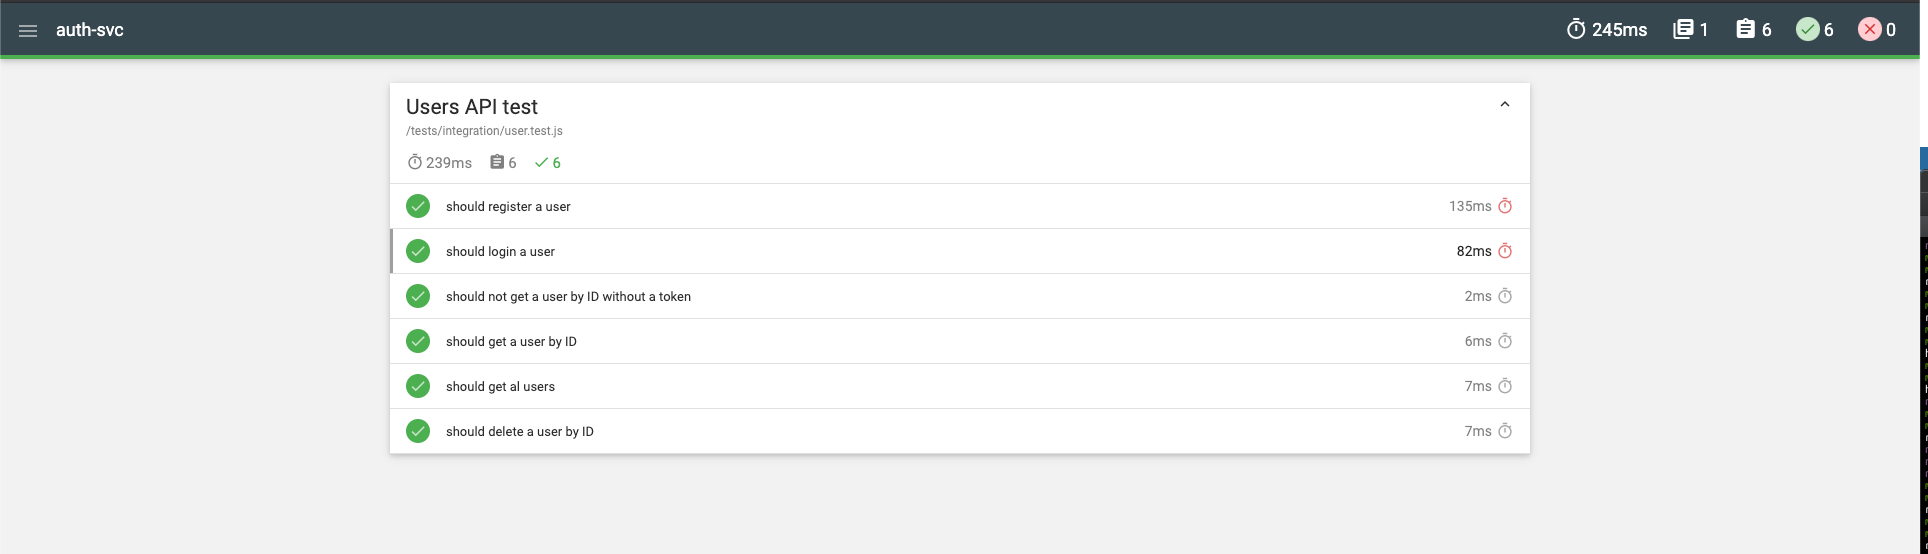 auth-svc 245ms 1 6 6 0
Users API test
/tests/integration/user.test.js
239ms 6 6
should register a user 135ms
should login a user 82ms
should not get a user by ID without a token 2ms
should get a user by ID 6ms
should get al users 7ms
should delete a user by ID 7ms